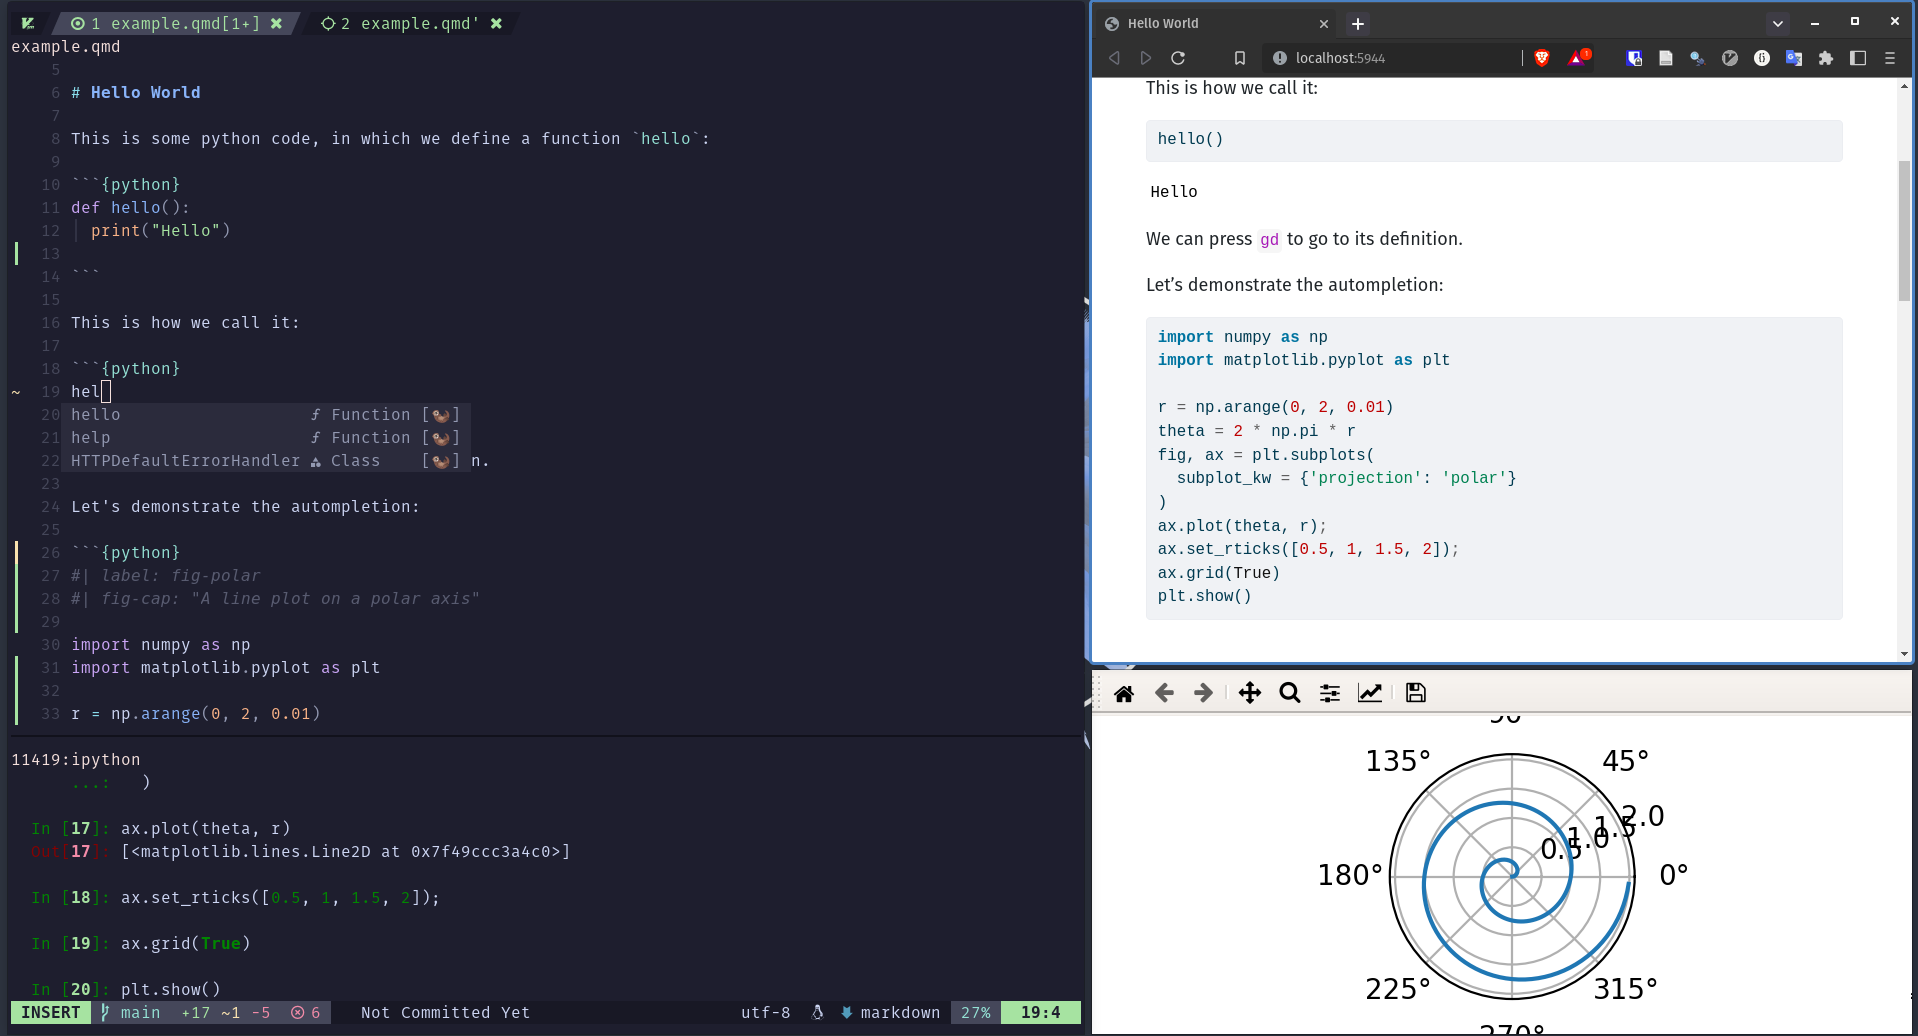 1 example.qmd[1+] ✖ 2 example.qmd' ✖
example.qmd
5
6 # Hello World
7
8 This is some python code, in which we define a function `hello`:
9
10 ```{python}
11 def hello():
12 print("Hello")
13
14 ```
15
16 This is how we call it:
17
18 ```{python}
~ 19 hel
20 hello ƒ Function [🦦]
21 help ƒ Function [🦦]
22 HTTPDefaultErrorHandler Class [🦦] n.
23
24 Let's demonstrate the autompletion:
25
26 ```{python}
27 #| label: fig-polar
28 #| fig-cap: "A line plot on a polar axis"
29
30 import numpy as np
31 import matplotlib.pyplot as plt
32
33 r = np.arange(0, 2, 0.01)
11419:ipython
...: )
In [17]: ax.plot(theta, r)
Out[17]: [<matplotlib.lines.Line2D at 0x7f49ccc3a4c0>]
In [18]: ax.set_rticks([0.5, 1, 1.5, 2]);
In [19]: ax.grid(True)
In [20]: plt.show()
INSERT main +17 ~1 -5 6 Not Committed Yet utf-8 markdown 27% 19:4
Hello World
localhost:5944
1
This is how we call it:
hello()
Hello
We can press gd to go to its definition.
Let’s demonstrate the autompletion:
import numpy as np
import matplotlib.pyplot as plt
r = np.arange(0, 2, 0.01)
theta = 2 * np.pi * r
fig, ax = plt.subplots(
subplot_kw = {'projection': 'polar'}
)
ax.plot(theta, r);
ax.set_rticks([0.5, 1, 1.5, 2]);
ax.grid(True)
plt.show()
90°
135° 45°
0.5 1.0 1.5 2.0
180° 0°
225° 315°
270°